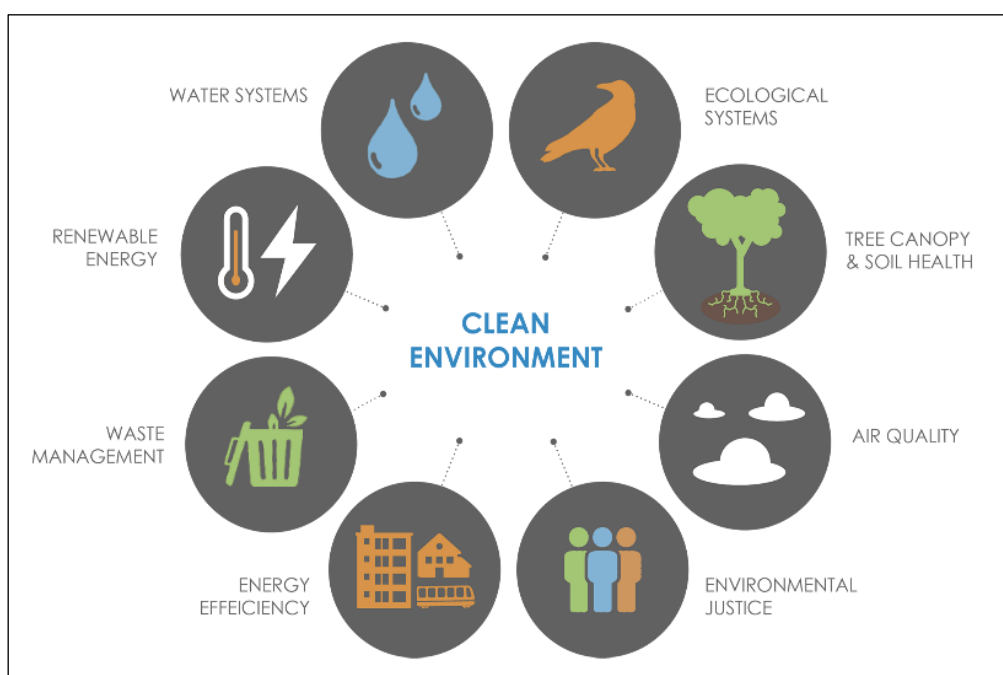 WATER SYSTEMS
ECOLOGICAL
SYSTEMS
RENEWABLE
ENERGY
TREE CANOPY
& SOIL HEALTH
CLEAN
ENVIRONMENT
WASTE
MANAGEMENT
AIR QUALITY
ENERGY
EFFEICIENCY
ENVIRONMENTAL
JUSTICE